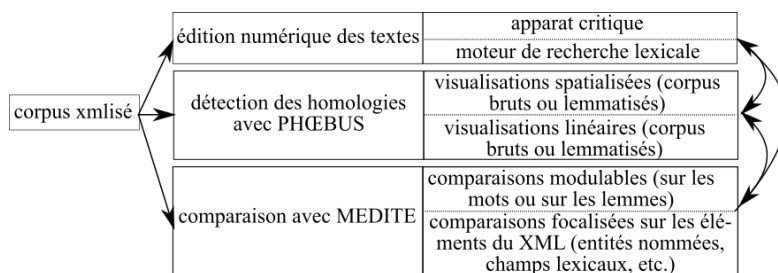 corpus xmlisé
édition numérique des textes
apparat critique
moteur de recherche lexicale
détection des homologies
avec PHŒBUS
visualisations spatialisées (corpus
bruts ou lemmatisés)
visualisations linéaires (corpus
bruts ou lemmatisés)
comparaison avec MEDITE
comparaisons modulables (sur les
mots ou sur les lemmes)
comparaisons focalisées sur les élé-
ments du XML (entités nommées,
champs lexicaux, etc.)